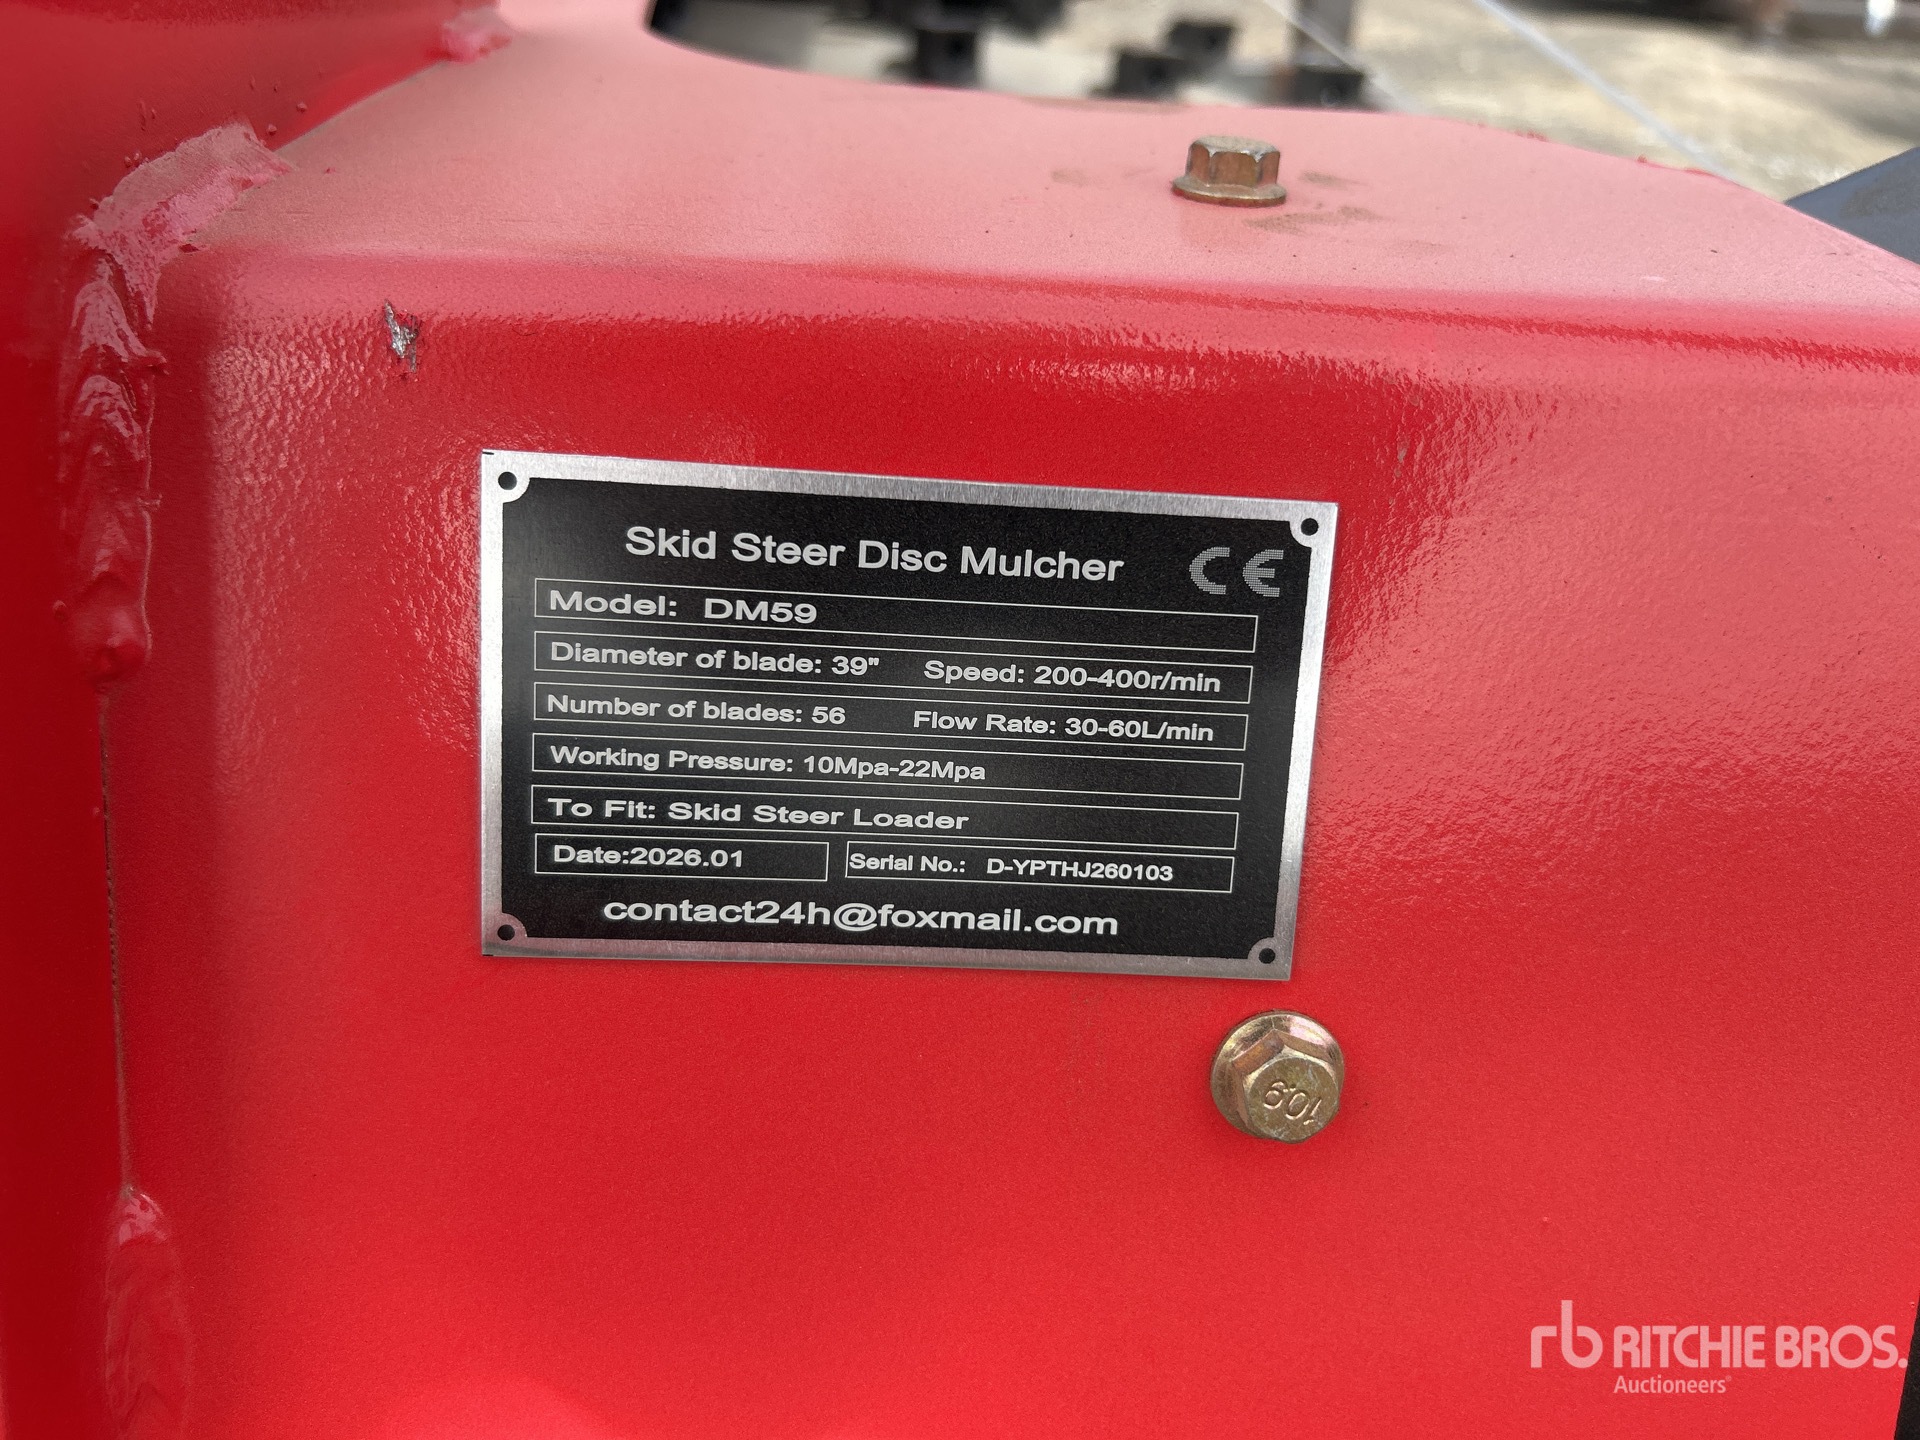 Skid Steer Disc Mulcher CE
Model: DM59
Diameter of blade: 39" Speed: 200-400r/min
Number of blades: 56 Flow Rate: 30-60L/min
Working Pressure: 10Mpa-22Mpa
To Fit: Skid Steer Loader
Date:2026.01 Serial No.: D-YPTHJ260103
contact24h@foxmail.com
10.9
rb RITCHIE BROS.
Auctioneers®